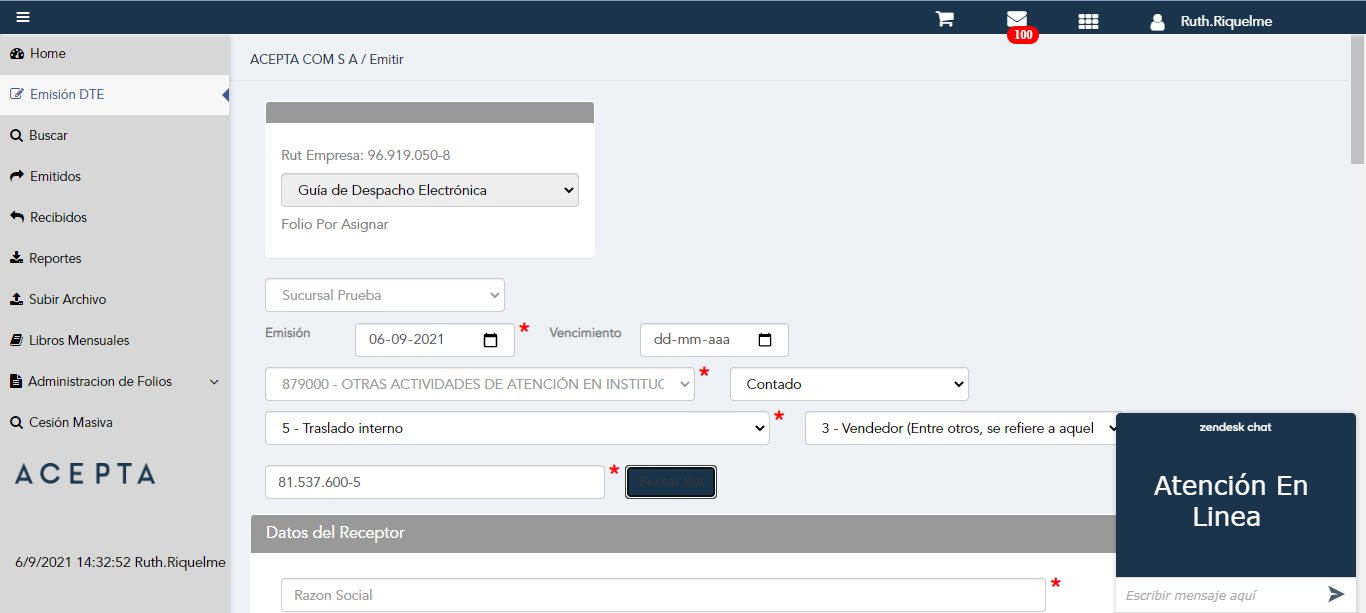 Ruth.Riquelme
100
Home
Emisión DTE
Buscar
Emitidos
Recibidos
Reportes
Subir Archivo
Libros Mensuales
Administracion de Folios
Cesión Masiva
ACEPTA
6/9/2021 14:32:52 Ruth.Riquelme
ACEPTA COM S A / Emitir
Rut Empresa: 96.919.050-8
Guía de Despacho Electrónica
Folio Por Asignar
Sucursal Prueba
Emisión 06-09-2021 * Vencimiento dd-mm-aaa
879000 - OTRAS ACTIVIDADES DE ATENCIÓN EN INSTITUC * Contado
5 - Traslado interno * 3 - Vendedor (Entre otros, se refiere a aquel
81.537.600-5 *
Datos del Receptor
Razon Social *
zendesk chat
Atención En
Linea
Escribir mensaje aquí